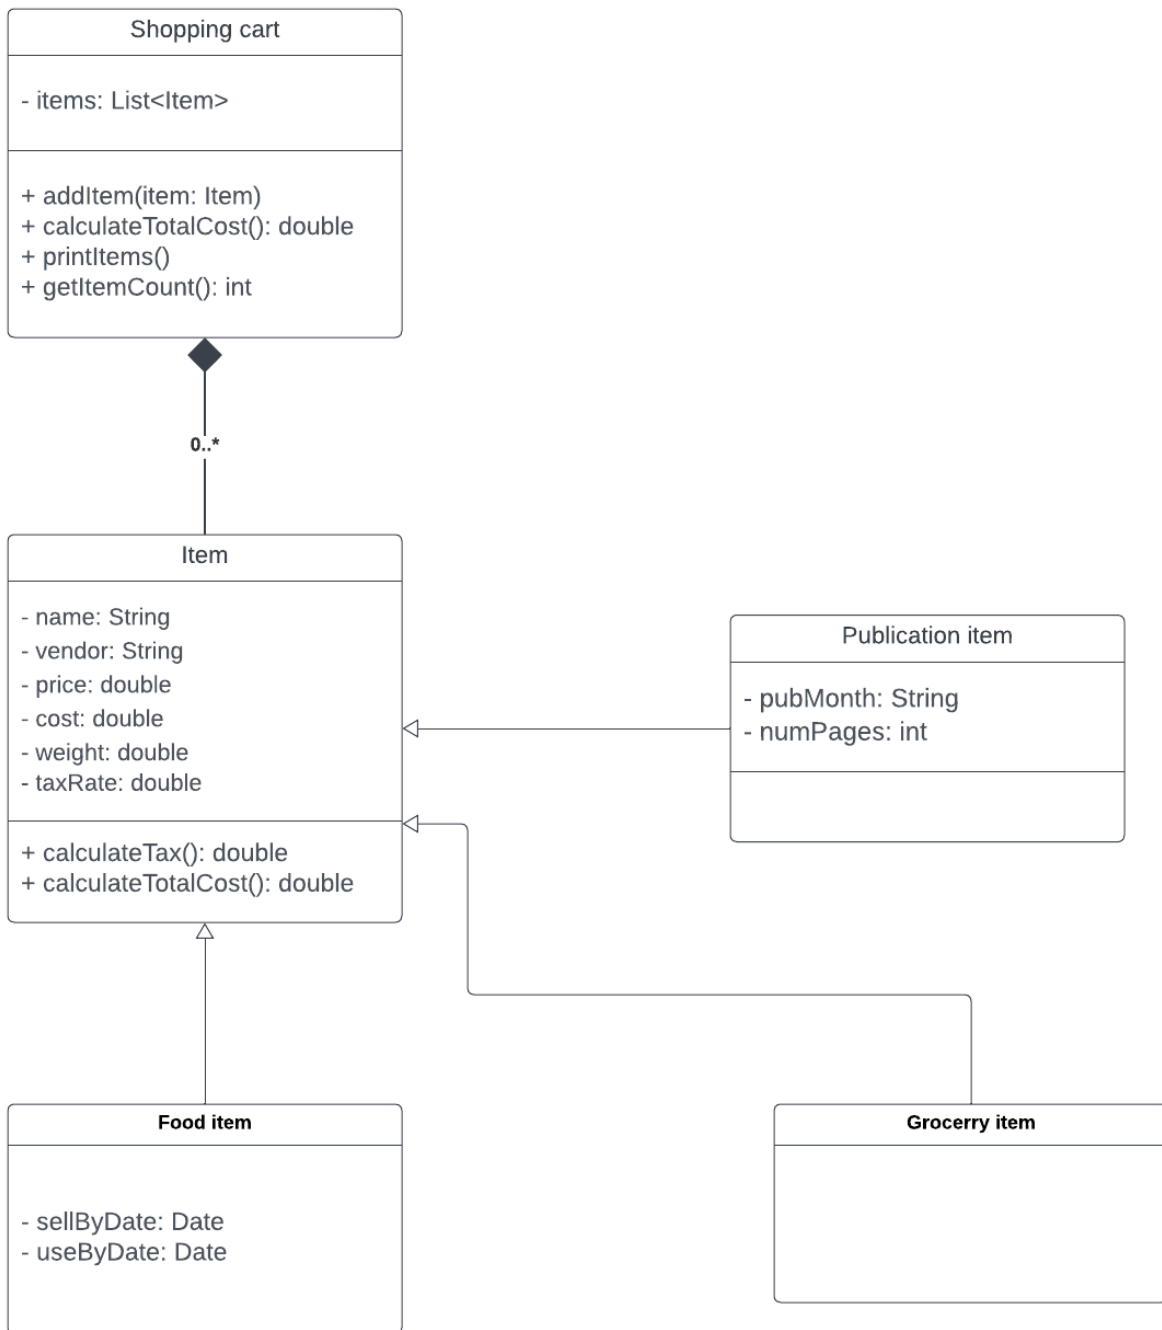 Shopping cart
- items: List<Item>
+ addItem(item: Item)
+ calculateTotalCost(): double
+ printItems()
+ getItemCount(): int
0..*
Item
- name: String
- vendor: String
- price: double
- cost: double
- weight: double
- taxRate: double
+ calculateTax(): double
+ calculateTotalCost(): double
Publication item
- pubMonth: String
- numPages: int
Food item
- sellByDate: Date
- useByDate: Date
Grocerry item